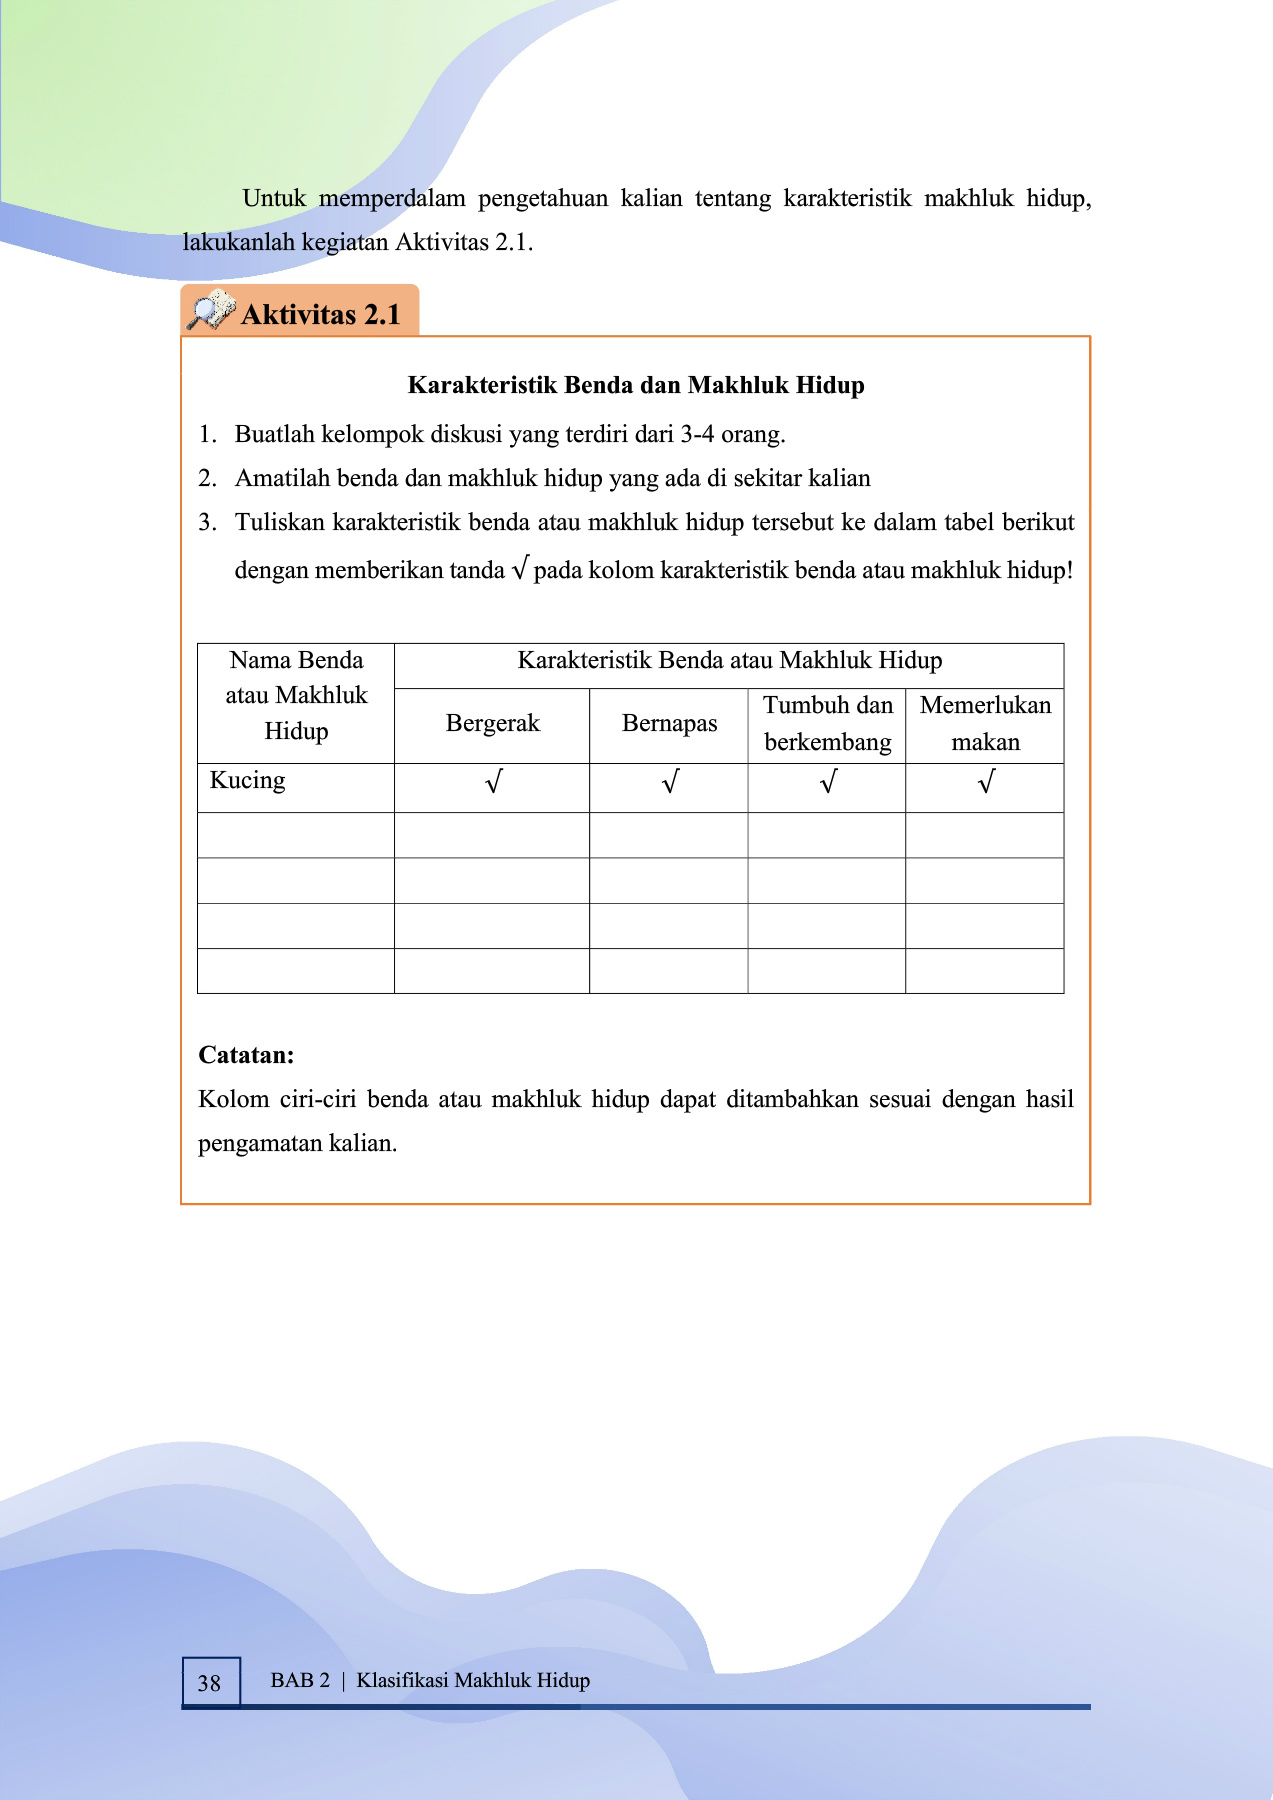 Untuk memperdalam pengetahuan kalian tentang karakteristik makhluk hidup,
lakukanlah kegiatan Aktivitas 2.1.
Aktivitas 2.1
Karakteristik Benda dan Makhluk Hidup
1. Buatlah kelompok diskusi yang terdiri dari 3-4 orang.
2. Amatilah benda dan makhluk hidup yang ada di sekitar kalian
3. Tuliskan karakteristik benda atau makhluk hidup tersebut ke dalam tabel berikut
dengan memberikan tanda √ pada kolom karakteristik benda atau makhluk hidup!
Nama Benda
atau Makhluk
Hidup
Karakteristik Benda atau Makhluk Hidup
Bergerak
Bernapas
Tumbuh dan
berkembang
Memerlukan
makan
Kucing √ √ √ √
Catatan:
Kolom ciri-ciri benda atau makhluk hidup dapat ditambahkan sesuai dengan hasil
pengamatan kalian.
38 BAB 2 | Klasifikasi Makhluk Hidup